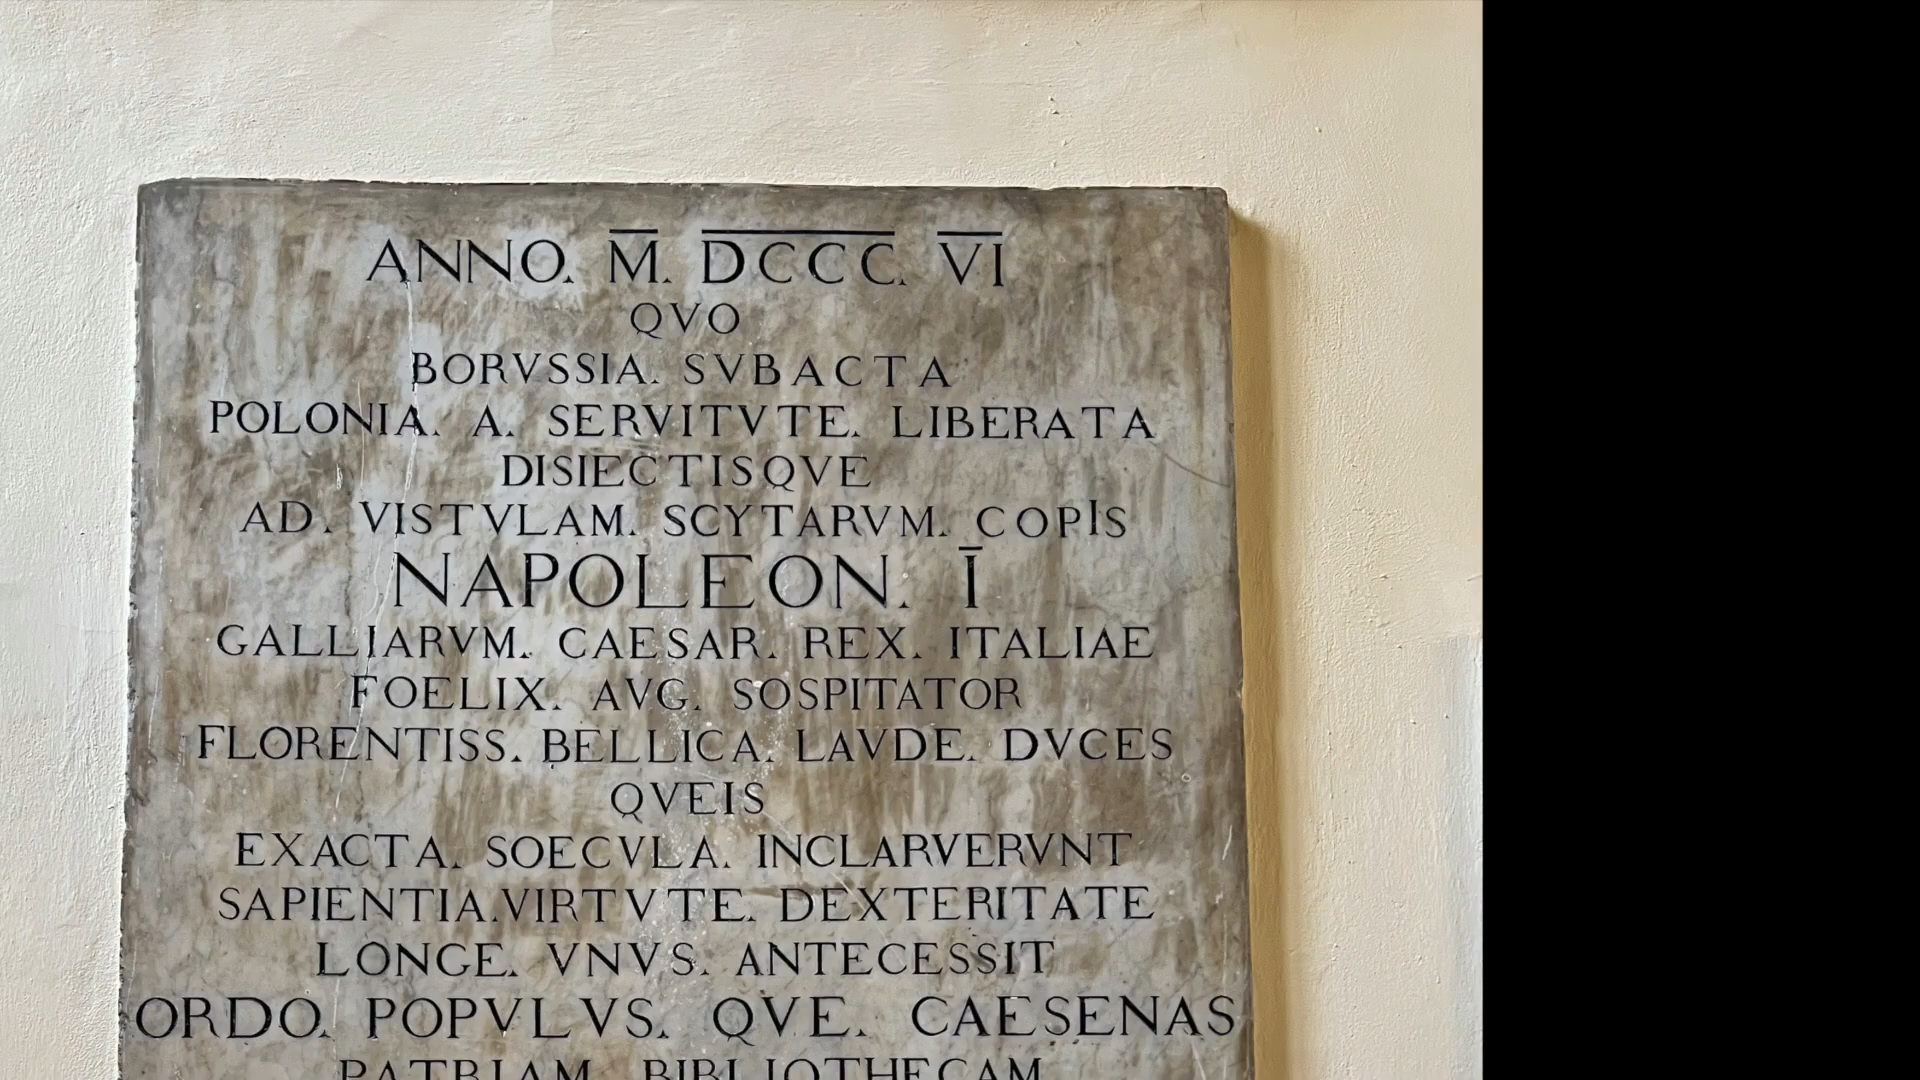 ANNO. M. DCCC. VI
QVO
BORVSSIA. SVBACTA
POLONIA. A. SERVITVTE. LIBERATA
DISIECTISQVE
AD. VISTVLAM. SCYTARVM. COPIS
NAPOLEON. I
GALLIARVM. CAESAR. REX. ITALIAE
FOELIX. AVG. SOSPITATOR
FLORENTISS. BELLICA. LAVDE. DVCES
QVEIS
EXACTA. SOECVLA. INCLARVERVNT
SAPIENTIA. VIRTVTE. DEXTERITATE
LONGE. VNVS. ANTECESSIT
ORDO. POPVLVS. QVE. CAESENAS
PATRIAM. BIBLIOTHECAM